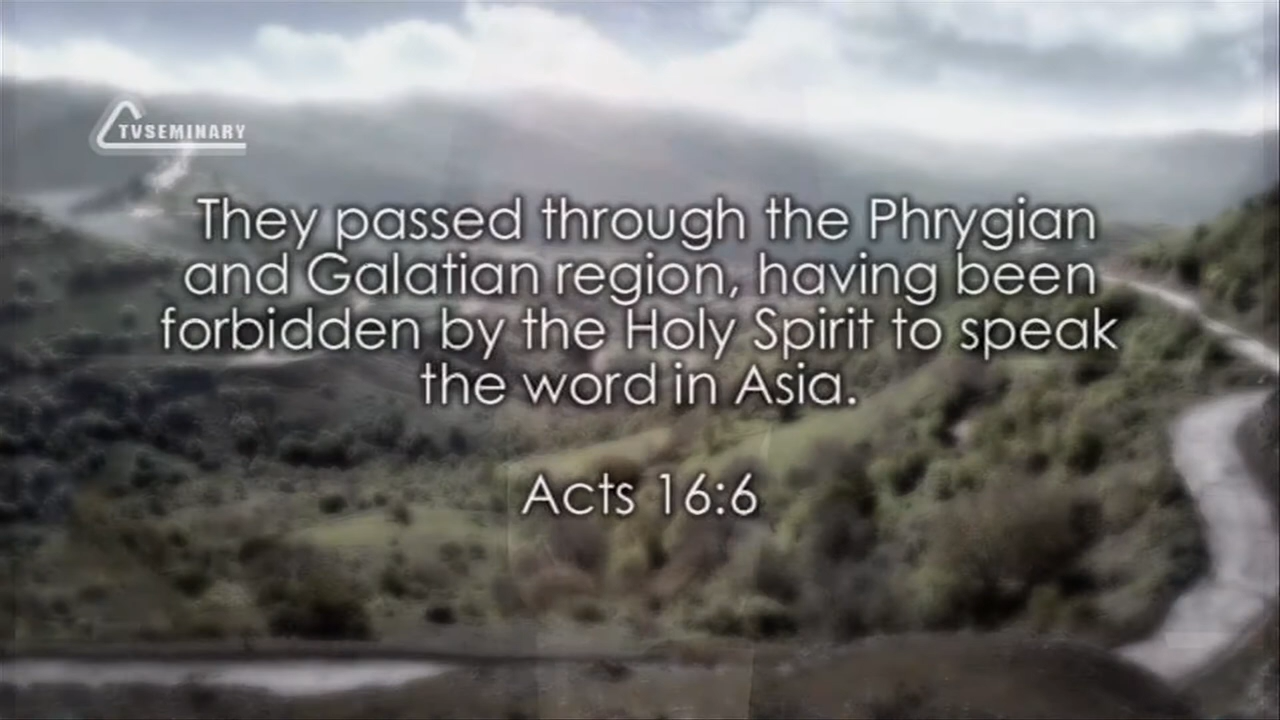 TVSEMINARY
They passed through the Phrygian
and Galatian region, having been
forbidden by the Holy Spirit to speak
the word in Asia.
Acts 16:6